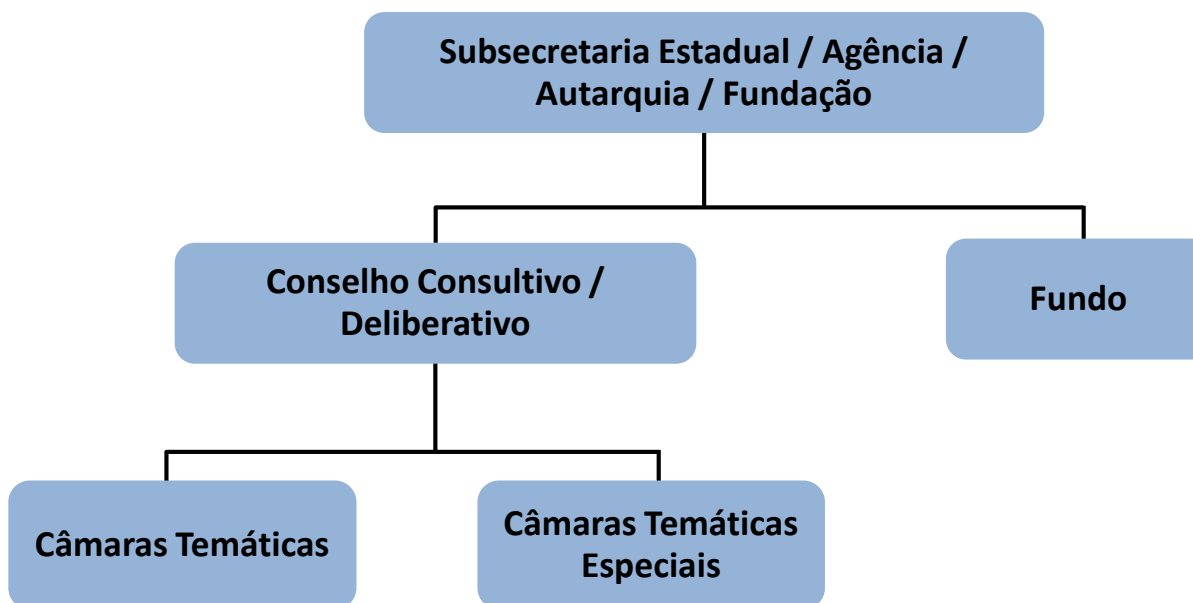 Subsecretaria Estadual / Agência /
Autarquia / Fundação
Conselho Consultivo /
Deliberativo
Fundo
Câmaras Temáticas
Câmaras Temáticas
Especiais